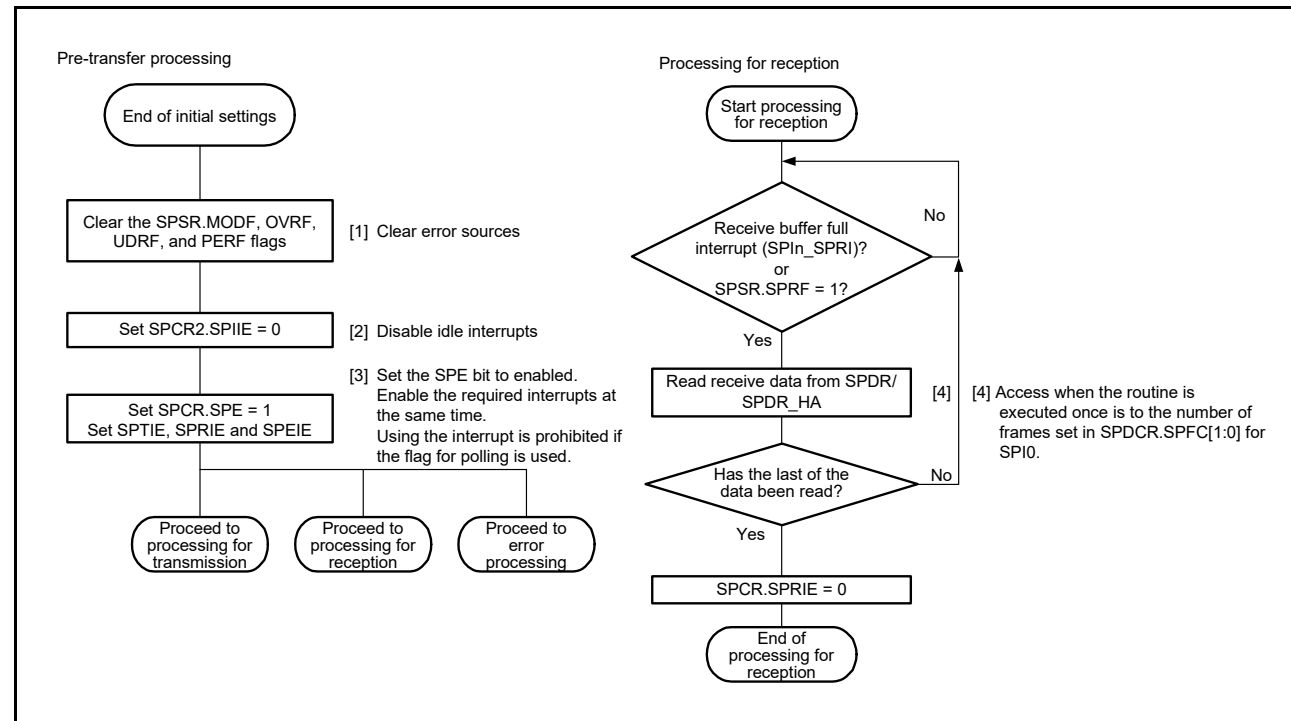 Pre-transfer processing
End of initial settings
Clear the SPSR.MODF, OVRF,
UDRF, and PERF flags
[1] Clear error sources
Set SPCR2.SPIIE = 0
[2] Disable idle interrupts
Set SPCR.SPE = 1
Set SPTIE, SPRIE and SPEIE
[3] Set the SPE bit to enabled.
Enable the required interrupts at
the same time.
Using the interrupt is prohibited if
the flag for polling is used.
Proceed to
processing for
transmission
Proceed to
processing for
reception
Proceed to
error
processing
Processing for reception
Start processing
for reception
Receive buffer full
interrupt (SPIn_SPRI)?
or
SPSR.SPRF = 1?
No
Yes
Read receive data from SPDR/
SPDR_HA
[4]
[4] Access when the routine is
executed once is to the number of
frames set in SPDCR.SPFC[1:0] for
SPI0.
Has the last of the
data been read?
No
Yes
SPCR.SPRIE = 0
End of
processing for
reception